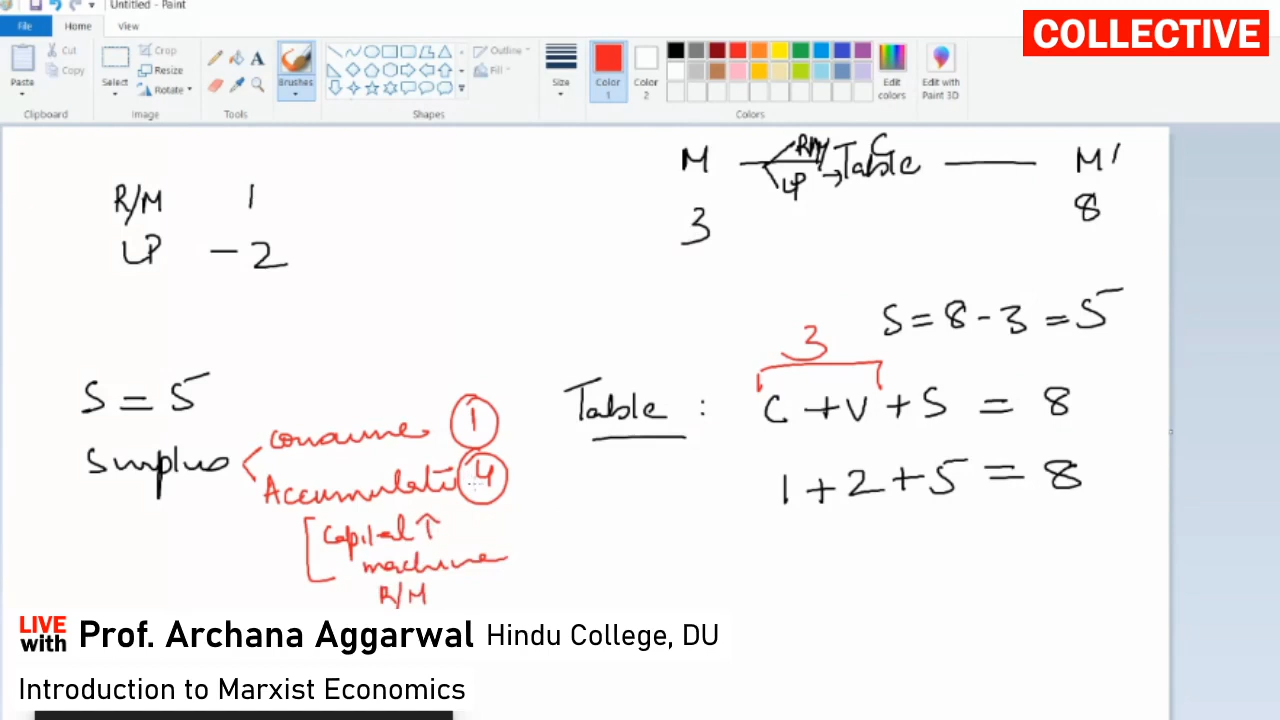 Untitled - Paint
COLLECTIVE
File Home View
Paste
Cut
Copy
Select
Crop
Resize
Rotate
Brushes
Outline
Fill
Size
Color 1
Color 2
Edit colors
Edit with Paint 3D
Clipboard Image Tools Shapes Colors
R/M 1
LP - 2
M R/M LP → Table C M'
3 8
S = 8 - 3 = 5
3
S = 5
Table : C + V + S = 8
1 + 2 + 5 = 8
Surplus
consume 1
Accumulati 4
Capital ↑
machine
R/M
LIVE with Prof. Archana Aggarwal Hindu College, DU
Introduction to Marxist Economics